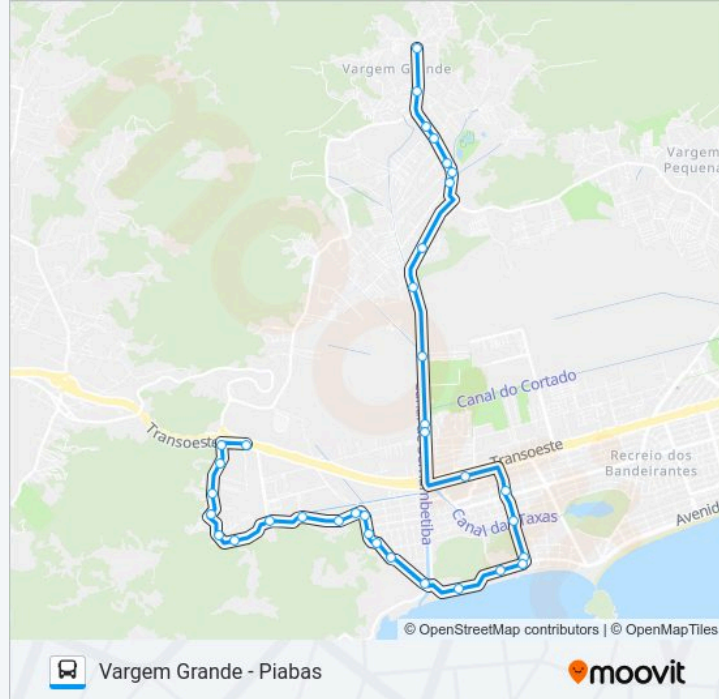 Vargem Grande
Vargem
Pequena
Canal do Cortado
Transoeste
Transoeste
Recreio dos
Bandeirantes
Canal das Taxas
Avenid
© OpenStreetMap contributors | © OpenMapTiles
Vargem Grande - Piabas
moovit